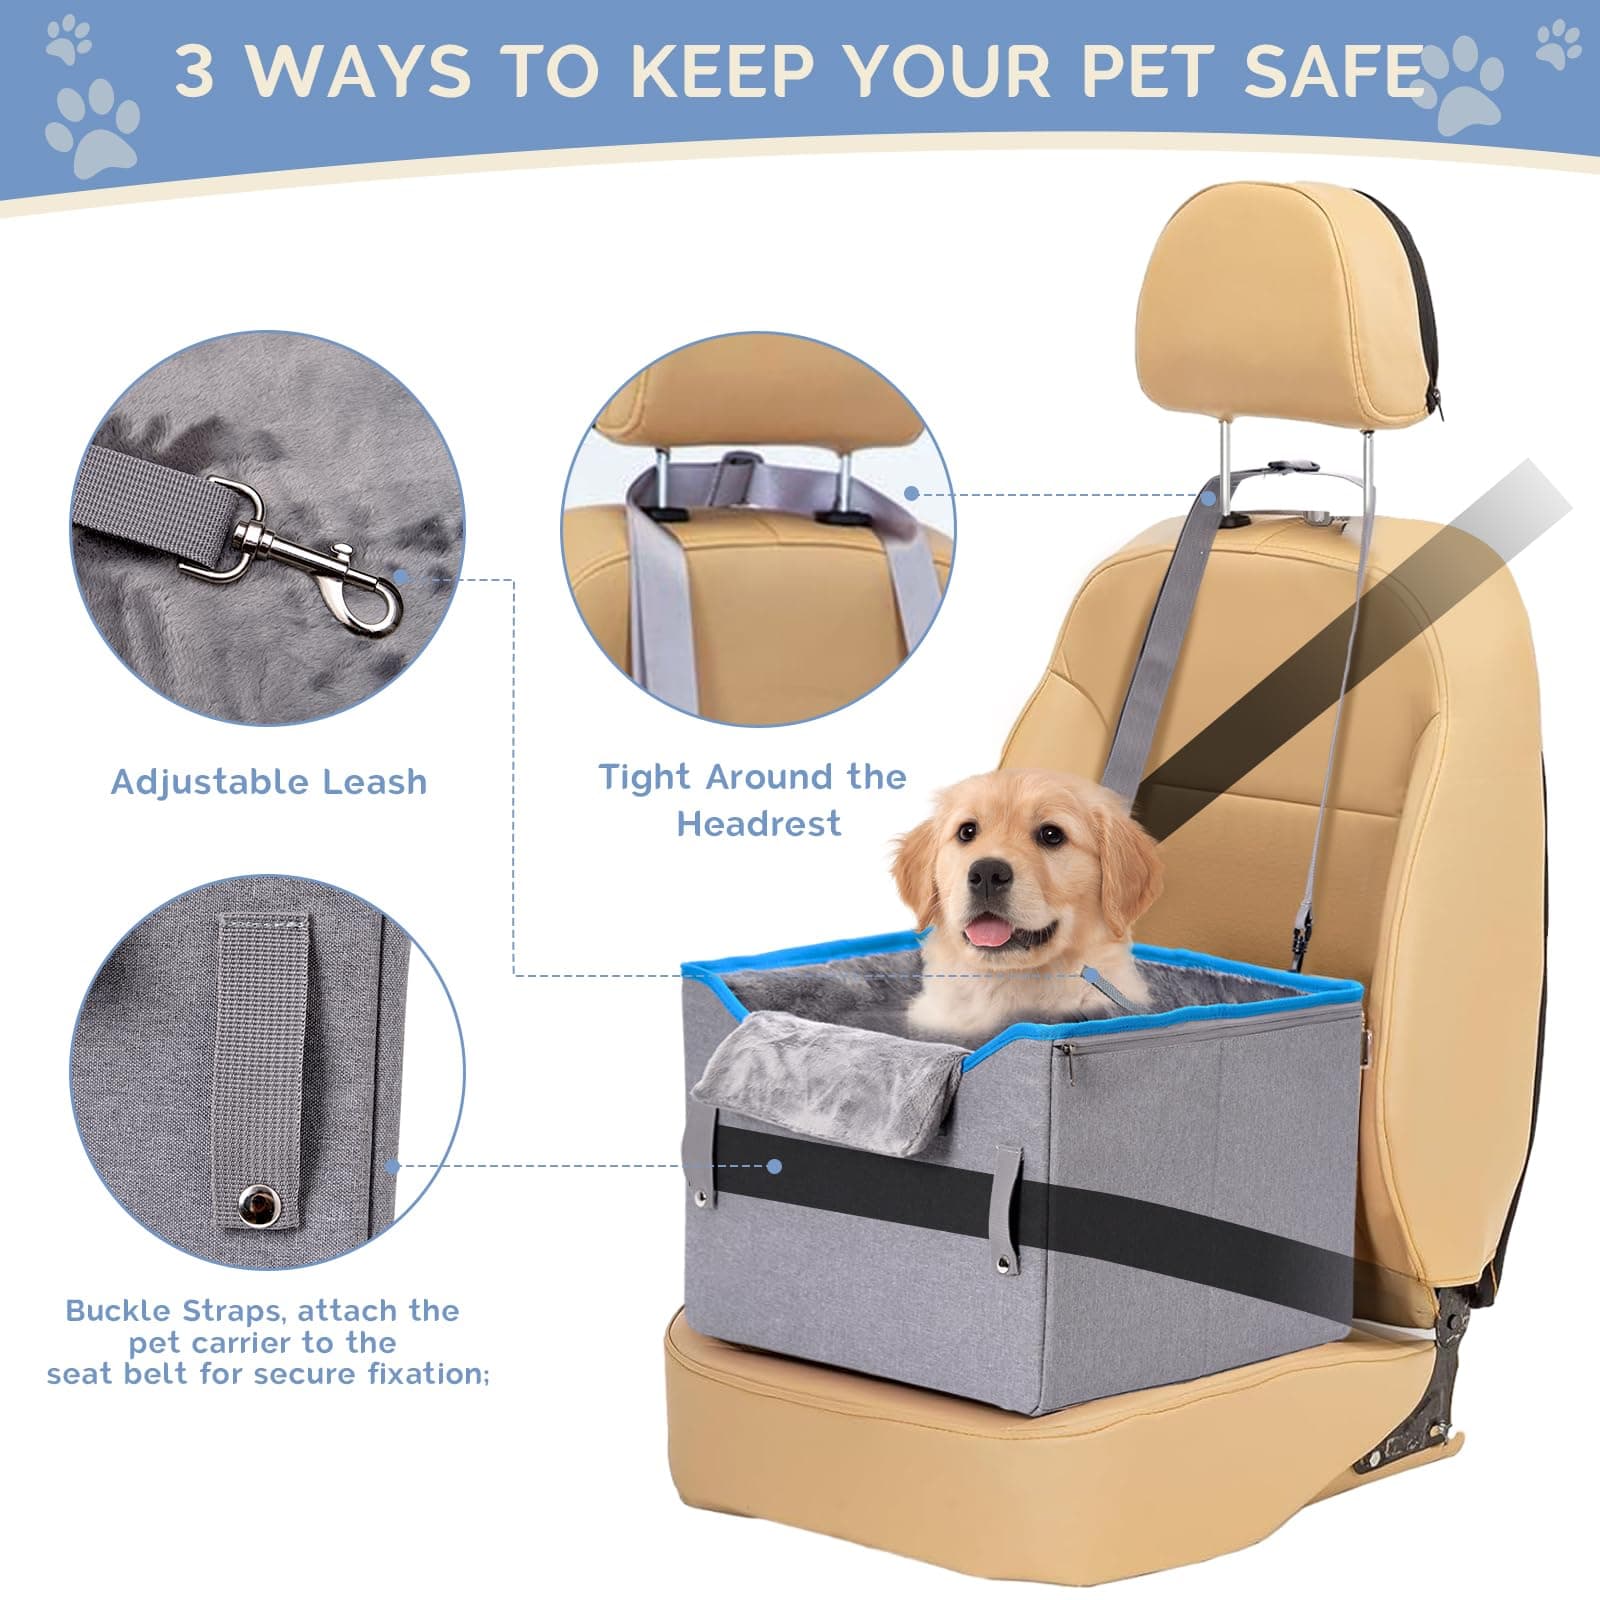 3 WAYS TO KEEP YOUR PET SAFE
Adjustable Leash
Tight Around the
Headrest
Buckle Straps, attach the
pet carrier to the
seat belt for secure fixation;